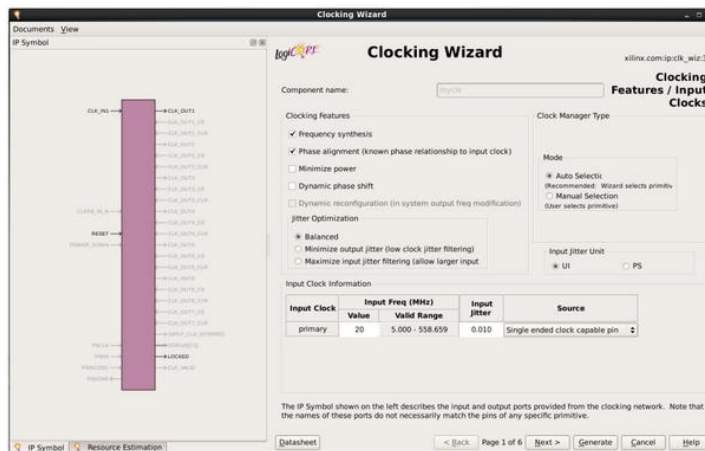 Clocking Wizard
Documents View
IP Symbol
CLK_IN1
CLK_OUT1
RESET
LOCKED
CLK_VALID
IP Symbol
Resource Estimation
logiCORE
Clocking Wizard
xilinx.com:ip:clk_wiz:3
Clocking
Features / Input
Clocks
Component name:
Clocking Features
Frequency synthesis
Phase alignment (known phase relationship to input clock)
Minimize power
Dynamic phase shift
Dynamic reconfiguration (in system output freq modification)
Jitter Optimization
Balanced
Minimize output jitter (low clock jitter filtering)
Maximize input jitter filtering (allow larger input
Clock Manager Type
Mode
Auto Selectic
(Recommended: Wizard selects primitiv
Manual Selection
(User selects primitive)
Input Jitter Unit
UI
PS
Input Clock Information
Input Clock
Input Freq (MHz)
Value
Valid Range
Input
Jitter
Source
primary
20
5.000 - 558.659
0.010
Single ended clock capable pin
The IP Symbol shown on the left describes the input and output ports provided from the clocking network. Note that
the names of these ports do not necessarily match the pins of any specific primitive.
Datasheet
< Back
Page 1 of 6
Next >
Generate
Cancel
Help